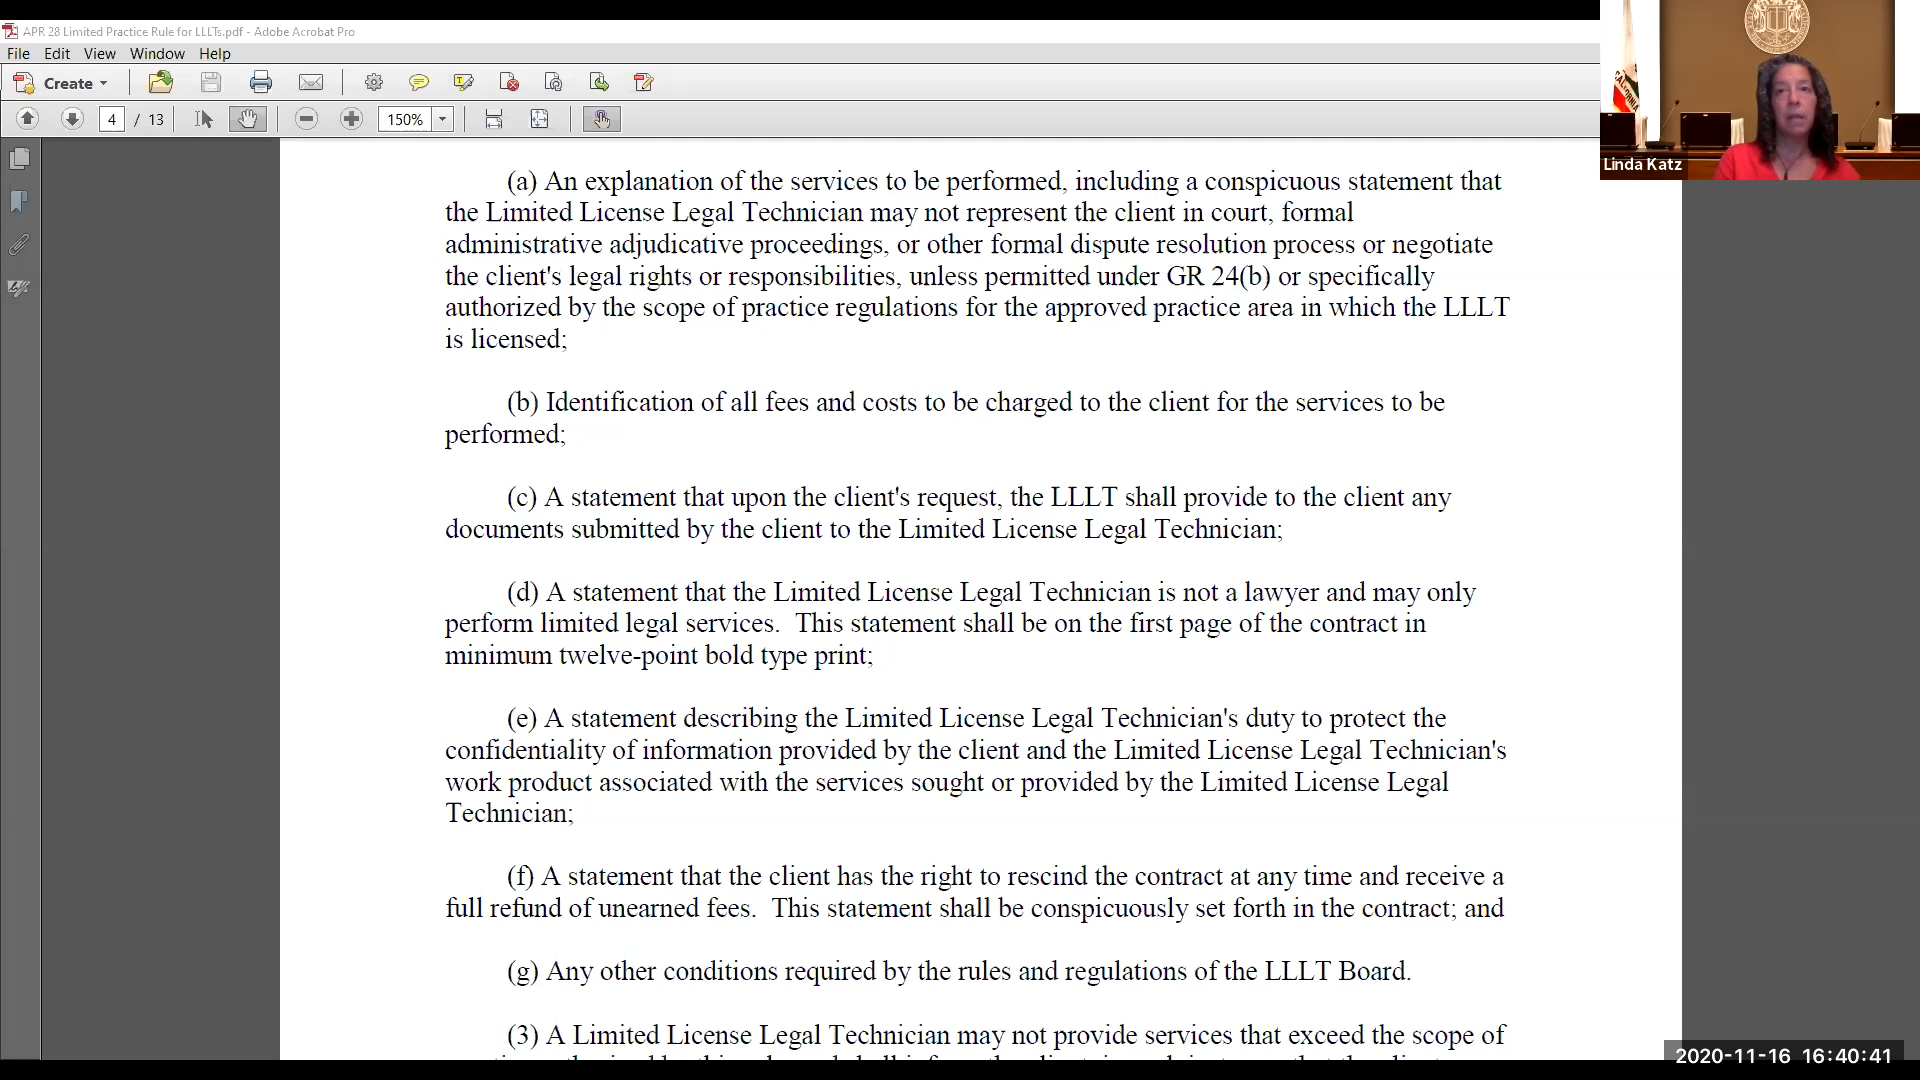 APR 28 Limited Practice Rule for LLLTs.pdf - Adobe Acrobat Pro
File Edit View Window Help
Create
4 / 13 150%
Linda Katz
(a) An explanation of the services to be performed, including a conspicuous statement that
the Limited License Legal Technician may not represent the client in court, formal
administrative adjudicative proceedings, or other formal dispute resolution process or negotiate
the client's legal rights or responsibilities, unless permitted under GR 24(b) or specifically
authorized by the scope of practice regulations for the approved practice area in which the LLLT
is licensed;
(b) Identification of all fees and costs to be charged to the client for the services to be
performed;
(c) A statement that upon the client's request, the LLLT shall provide to the client any
documents submitted by the client to the Limited License Legal Technician;
(d) A statement that the Limited License Legal Technician is not a lawyer and may only
perform limited legal services.  This statement shall be on the first page of the contract in
minimum twelve-point bold type print;
(e) A statement describing the Limited License Legal Technician's duty to protect the
confidentiality of information provided by the client and the Limited License Legal Technician's
work product associated with the services sought or provided by the Limited License Legal
Technician;
(f) A statement that the client has the right to rescind the contract at any time and receive a
full refund of unearned fees.  This statement shall be conspicuously set forth in the contract; and
(g) Any other conditions required by the rules and regulations of the LLLT Board.
(3) A Limited License Legal Technician may not provide services that exceed the scope of
2020-11-16 16:40:41